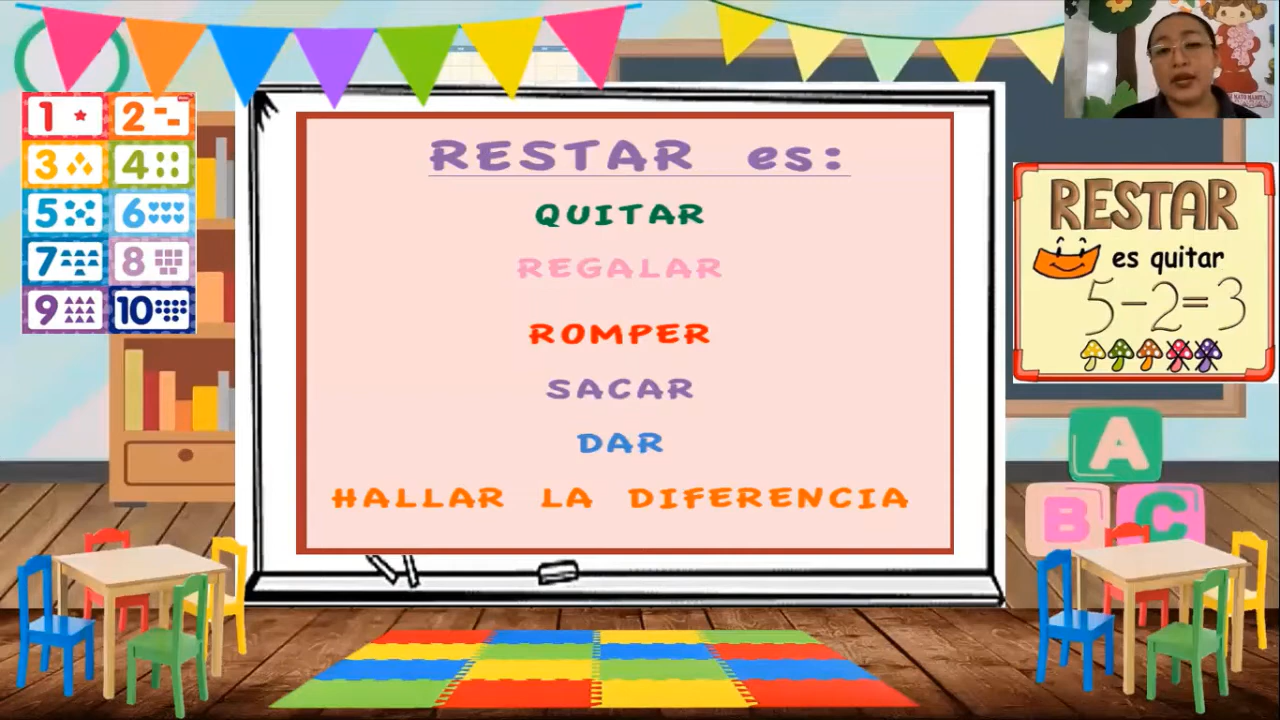 RESTAR es:
QUITAR
REGALAR
ROMPER
SACAR
DAR
HALLAR LA DIFERENCIA
1 2
3 4
5 6
7 8
9 10
RESTAR
es quitar
5-2=3
A
B C